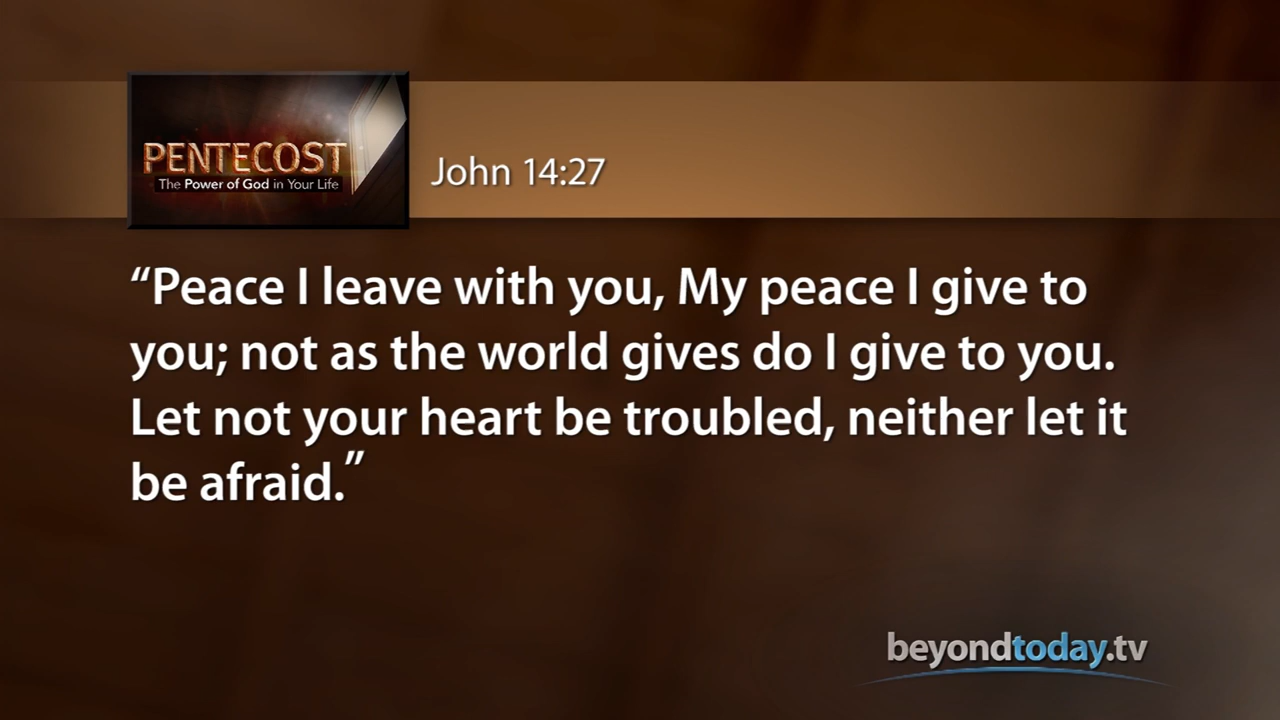 PENTECOST
The Power of God in Your Life
John 14:27
“Peace I leave with you, My peace I give to
you; not as the world gives do I give to you.
Let not your heart be troubled, neither let it
be afraid.”
beyondtoday.tv